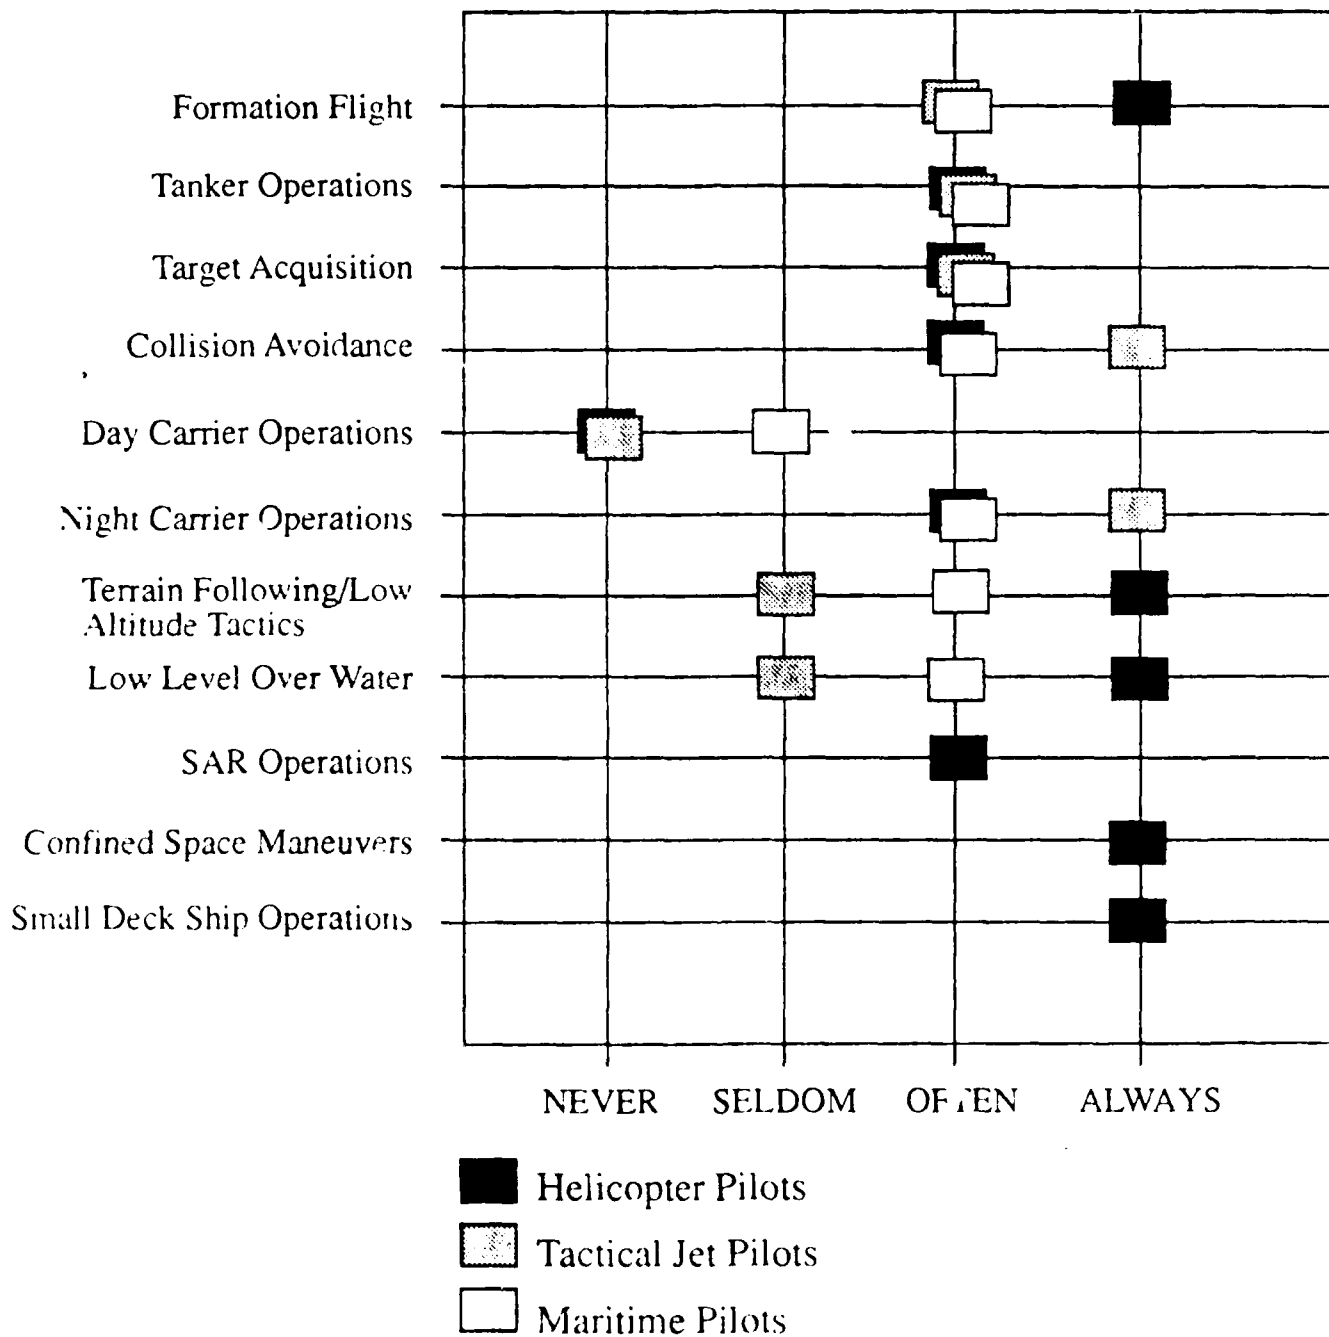 Formation Flight
Tanker Operations
Target Acquisition
Collision Avoidance
Day Carrier Operations
Night Carrier Operations
Terrain Following/Low
Altitude Tactics
Low Level Over Water
SAR Operations
Confined Space Maneuvers
Small Deck Ship Operations
NEVER SELDOM OFTEN ALWAYS
Helicopter Pilots
Tactical Jet Pilots
Maritime Pilots